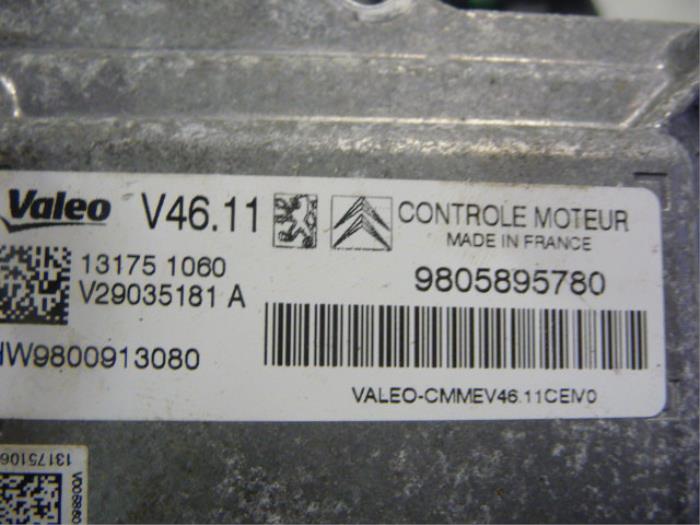 Valeo V46.11 CONTROLE MOTEUR
MADE IN FRANCE
13175 1060
V29035181 A
9805895780
HW9800913080
VALEO-CMMEV46.11CEIV0